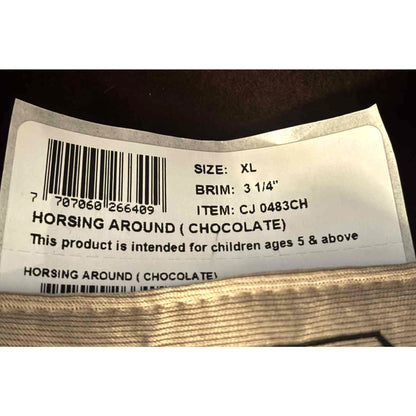 SIZE: XL
BRIM: 3 1/4"
7 707060 266409
ITEM: CJ 0483CH
HORSING AROUND ( CHOCOLATE)
This product is intended for children ages 5 & above
HORSING AROUND ( CHOCOLATE)